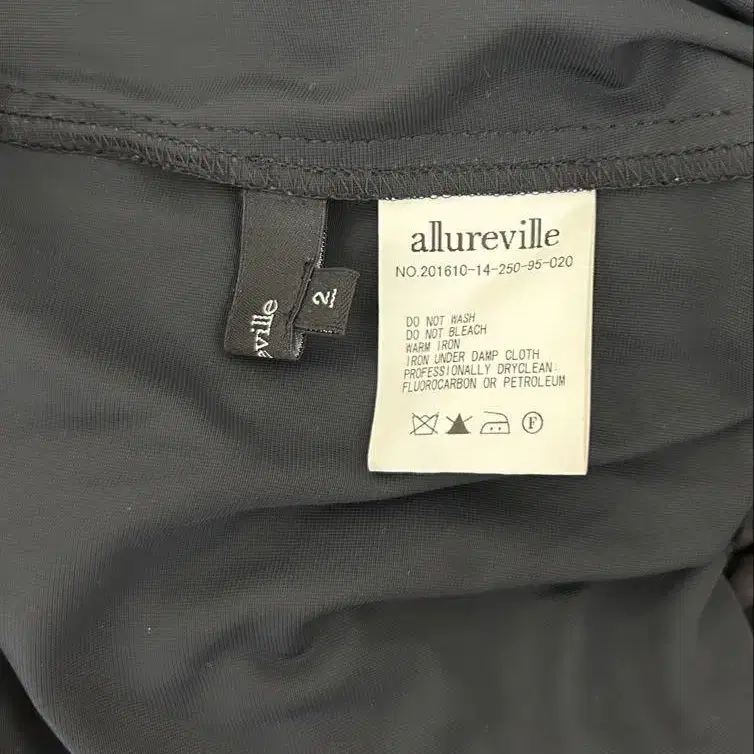 eville
2
allureville
NO.201610-14-250-95-020
DO NOT WASH
DO NOT BLEACH
WARM IRON
IRON UNDER DAMP CLOTH
PROFESSIONALLY DRYCLEAN:
FLUOROCARBON OR PETROLEUM
F